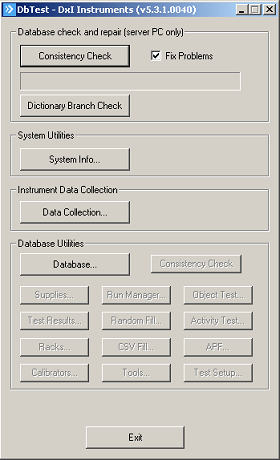 DbTest - DxI Instruments (v5.3.1.0040)
Database check and repair (server PC only)
Consistency Check
Fix Problems
Dictionary Branch Check
System Utilities
System Info...
Instrument Data Collection
Data Collection...
Database Utilities
Database...
Consistency Check
Supplies...
Run Manager...
Object Test...
Test Results...
Random Fill...
Activity Test...
Racks...
CSV Fill...
APF...
Calibrators...
Tools...
Test Setup...
Exit